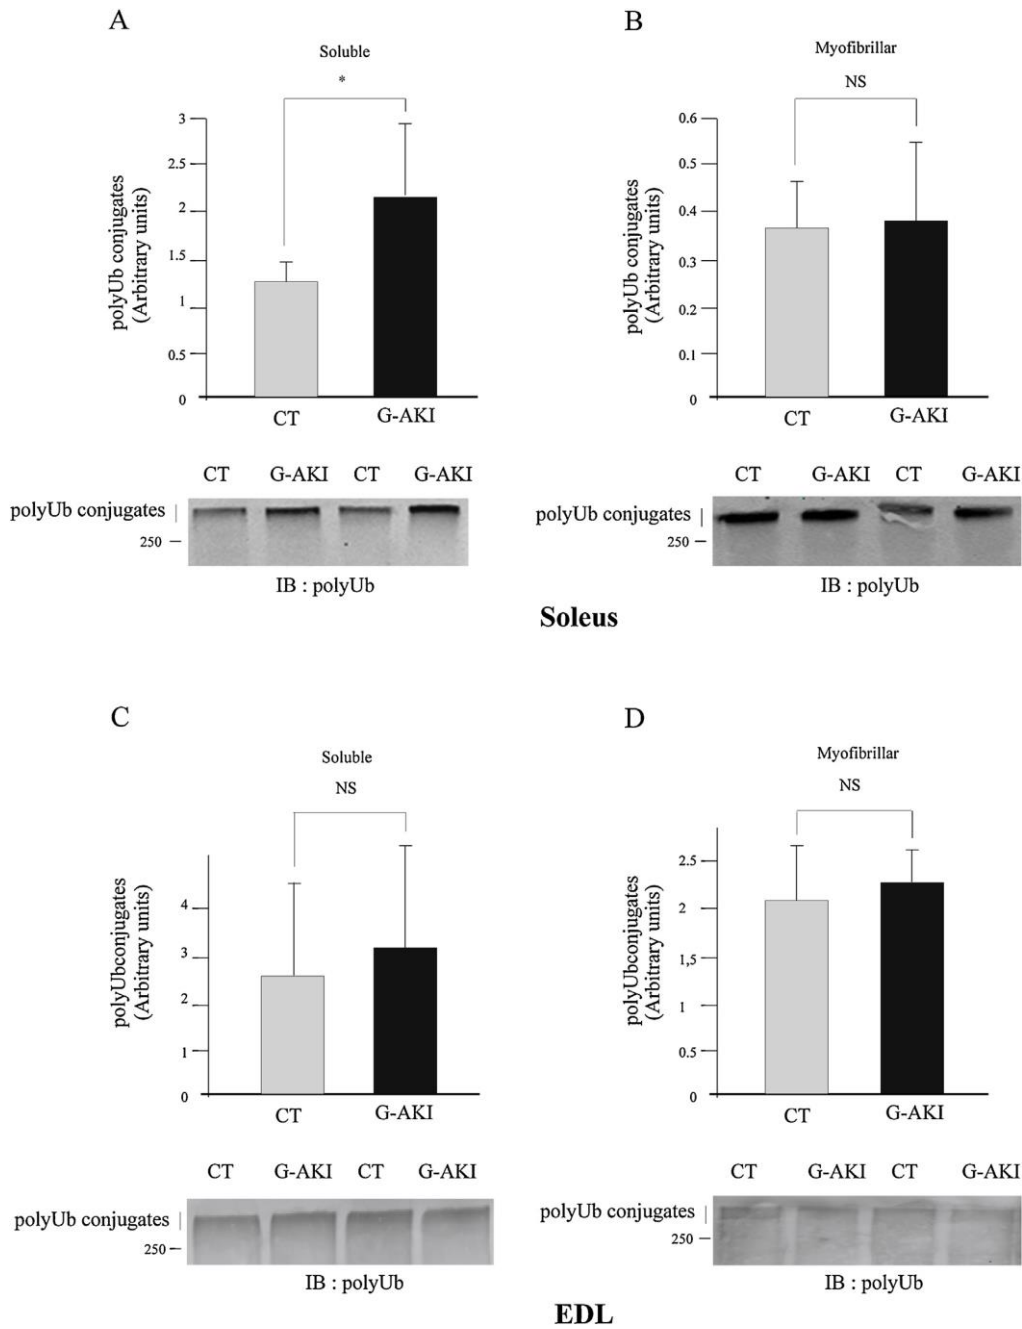 A
Soluble
*
polyUb conjugates
(Arbitrary units)
3
2.5
2
1.5
1
0.5
0
CT
G-AKI
CT G-AKI CT G-AKI
polyUb conjugates
250
IB : polyUb
B
Myofibrillar
NS
polyUb conjugates
(Arbitrary units)
0.6
0.5
0.4
0.3
0.2
0.1
0
CT
G-AKI
CT G-AKI CT G-AKI
polyUb conjugates
250
IB : polyUb
Soleus
C
Soluble
NS
polyUbconjugates
(Arbitrary units)
4
3
2
1
0
CT
G-AKI
CT G-AKI CT G-AKI
polyUb conjugates
250
IB : polyUb
D
Myofibrillar
NS
polyUbconjugates
(Arbitrary units)
2.5
2
1,5
1
0.5
0
CT
G-AKI
CT G-AKI CT G-AKI
polyUb conjugates
250
IB : polyUb
EDL